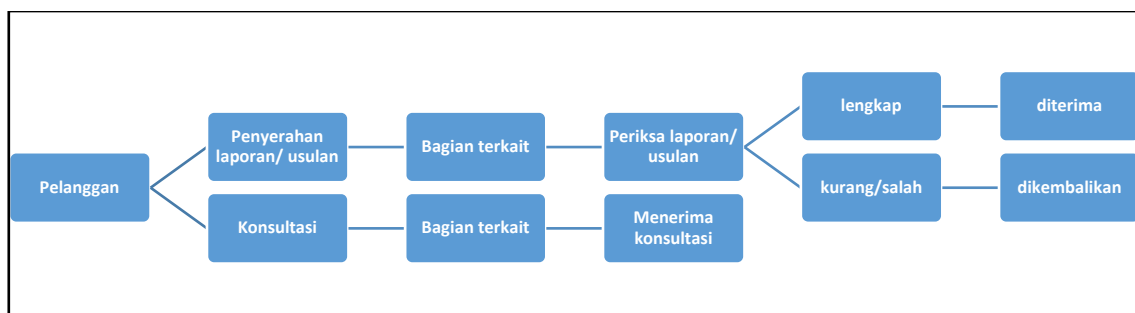 Pelanggan
Penyerahan
laporan/ usulan
Bagian terkait
Periksa laporan/
usulan
lengkap
diterima
kurang/salah
dikembalikan
Konsultasi
Bagian terkait
Menerima
konsultasi